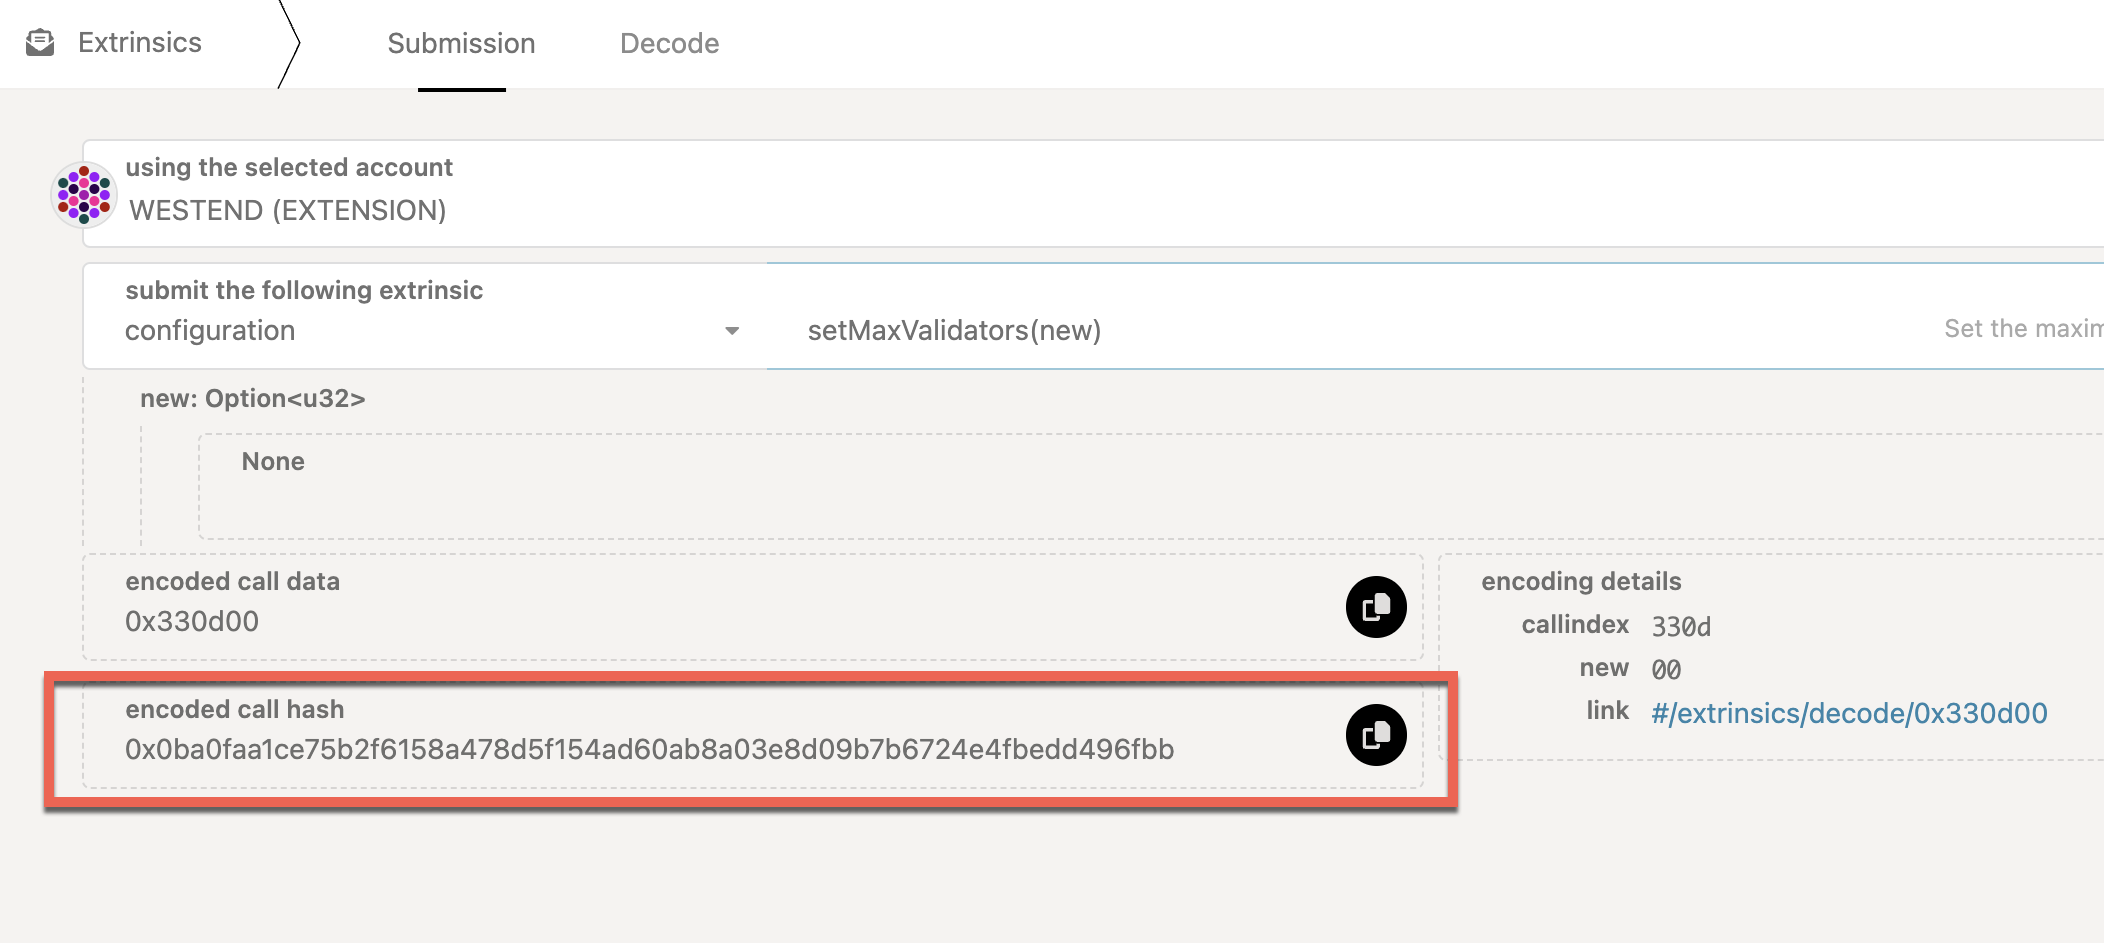 Extrinsics
Submission
Decode
using the selected account
WESTEND (EXTENSION)
submit the following extrinsic
configuration
setMaxValidators(new)
Set the maxim
new: Option<u32>
None
encoded call data
0x330d00
encoding details
callindex 330d
new 00
link #/extrinsics/decode/0x330d00
encoded call hash
0x0ba0faa1ce75b2f6158a478d5f154ad60ab8a03e8d09b7b6724e4fbedd496fbb